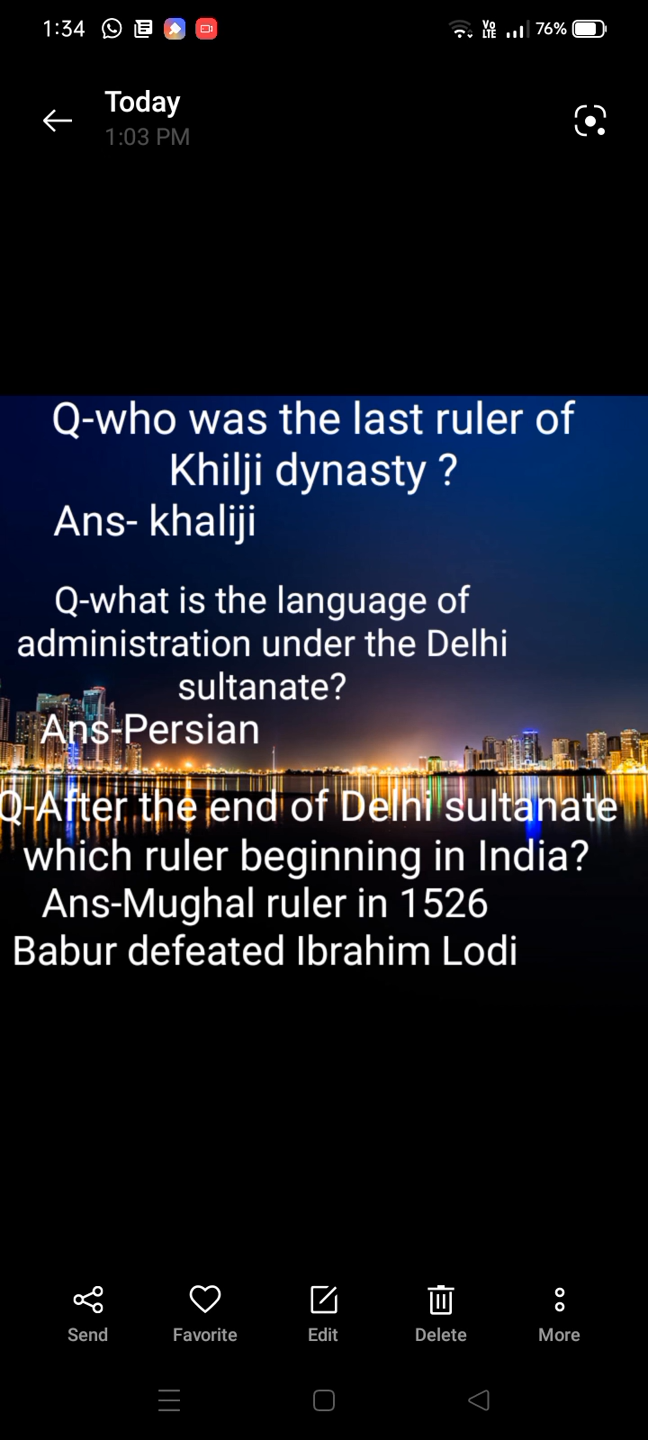 1:34 Vo LTE 76%
Today
1:03 PM
Q-who was the last ruler of
Khilji dynasty ?
Ans- khaliji
Q-what is the language of
administration under the Delhi
sultanate?
Ans-Persian
Q-After the end of Delhi sultanate
which ruler beginning in India?
Ans-Mughal ruler in 1526
Babur defeated Ibrahim Lodi
Send Favorite Edit Delete More